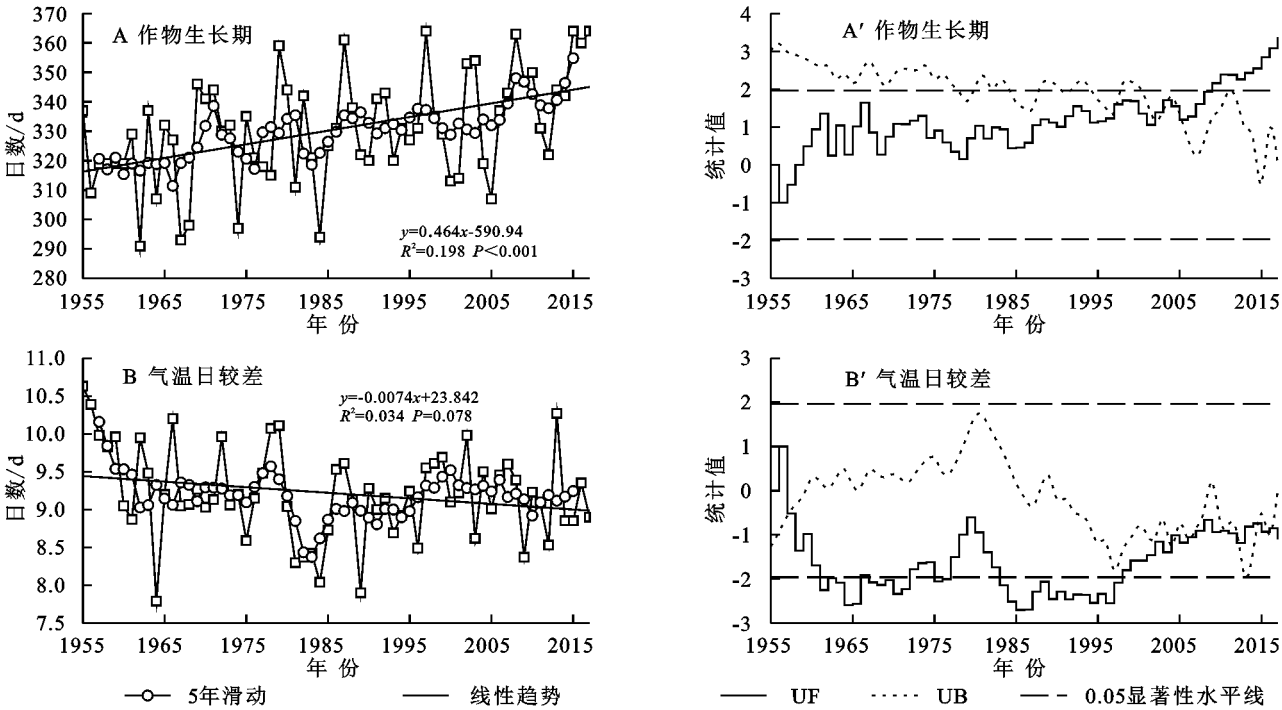 A 作物生长期
日数/d
370
360
350
340
330
320
310
300
290
280
y=0.464x-590.94
R²=0.198 P<0.001
1955 1965 1975 1985 1995 2005 2015
年 份
A′ 作物生长期
统计值
4
3
2
1
0
-1
-2
-3
1955 1965 1975 1985 1995 2005 2015
年 份
B 气温日较差
日数/d
11.0
10.5
10.0
9.5
9.0
8.5
8.0
7.5
y=-0.0074x+23.842
R²=0.034 P=0.078
1955 1965 1975 1985 1995 2005 2015
年 份
B′ 气温日较差
统计值
3
2
1
0
-1
-2
-3
1955 1965 1975 1985 1995 2005 2015
年 份
5年滑动 线性趋势 UF UB 0.05显著性水平线